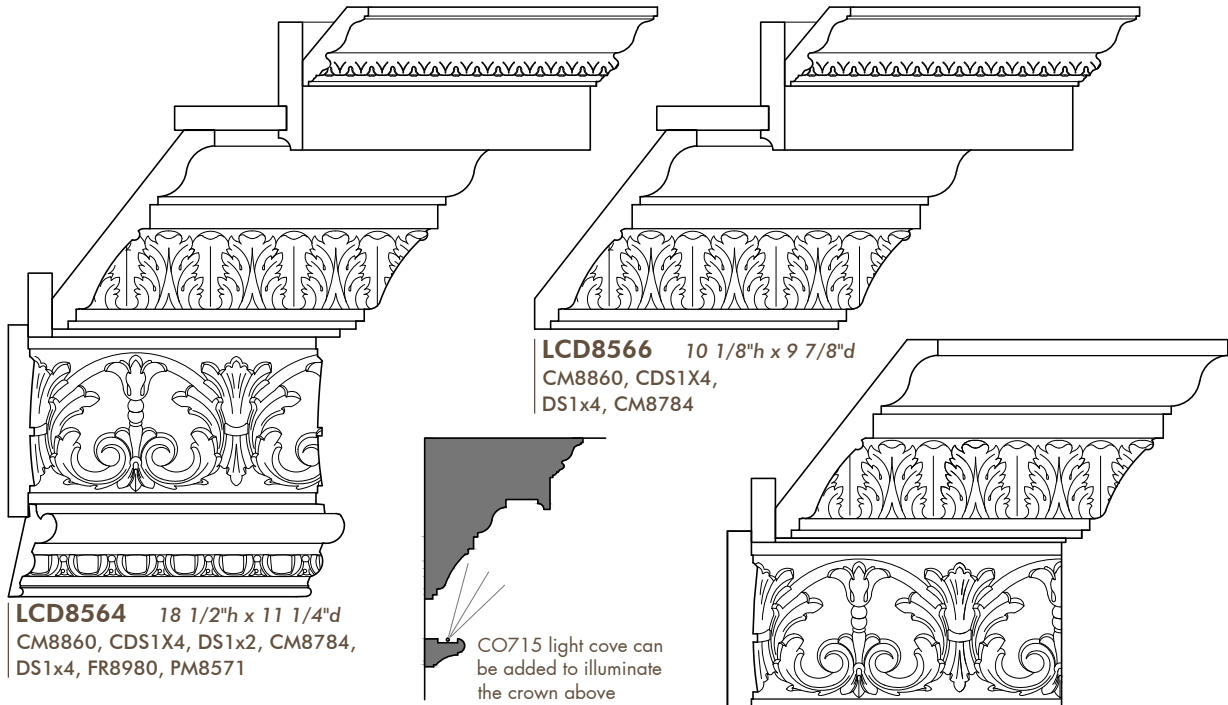 LCD8566 10 1/8"h x 9 7/8"d
CM8860, CDS1X4,
DS1x4, CM8784
LCD8564 18 1/2"h x 11 1/4"d
CM8860, CDS1X4, DS1x2, CM8784,
DS1x4, FR8980, PM8571
CO715 light cove can
be added to illuminate
the crown above